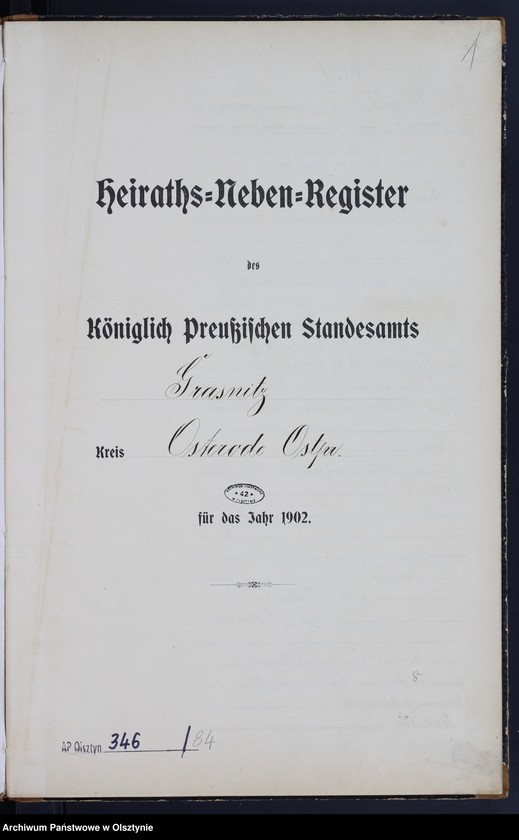 1
Heiraths=Neben=Register
des
Königlich Preußischen Standesamts
Grasnitz
Kreis Osterode Ostpr.
42
für das Jahr 1902.
8
AP Olsztyn 346 / 84
Archiwum Państwowe w Olsztynie